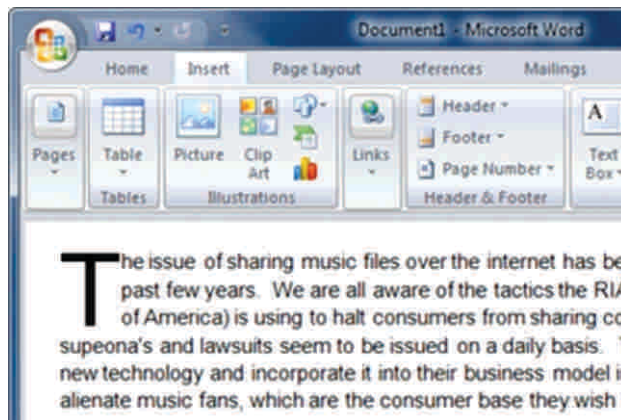 Document1 - Microsoft Word
Home Insert Page Layout References Mailings
Header
Footer
Page Number
Pages Table Picture Clip Art Links Text Box
Tables Illustrations Header & Footer
The issue of sharing music files over the internet has be
past few years. We are all aware of the tactics the RIA
of America) is using to halt consumers from sharing co
supeona's and lawsuits seem to be issued on a daily basis.
new technology and incorporate it into their business model i
alienate music fans, which are the consumer base they wish